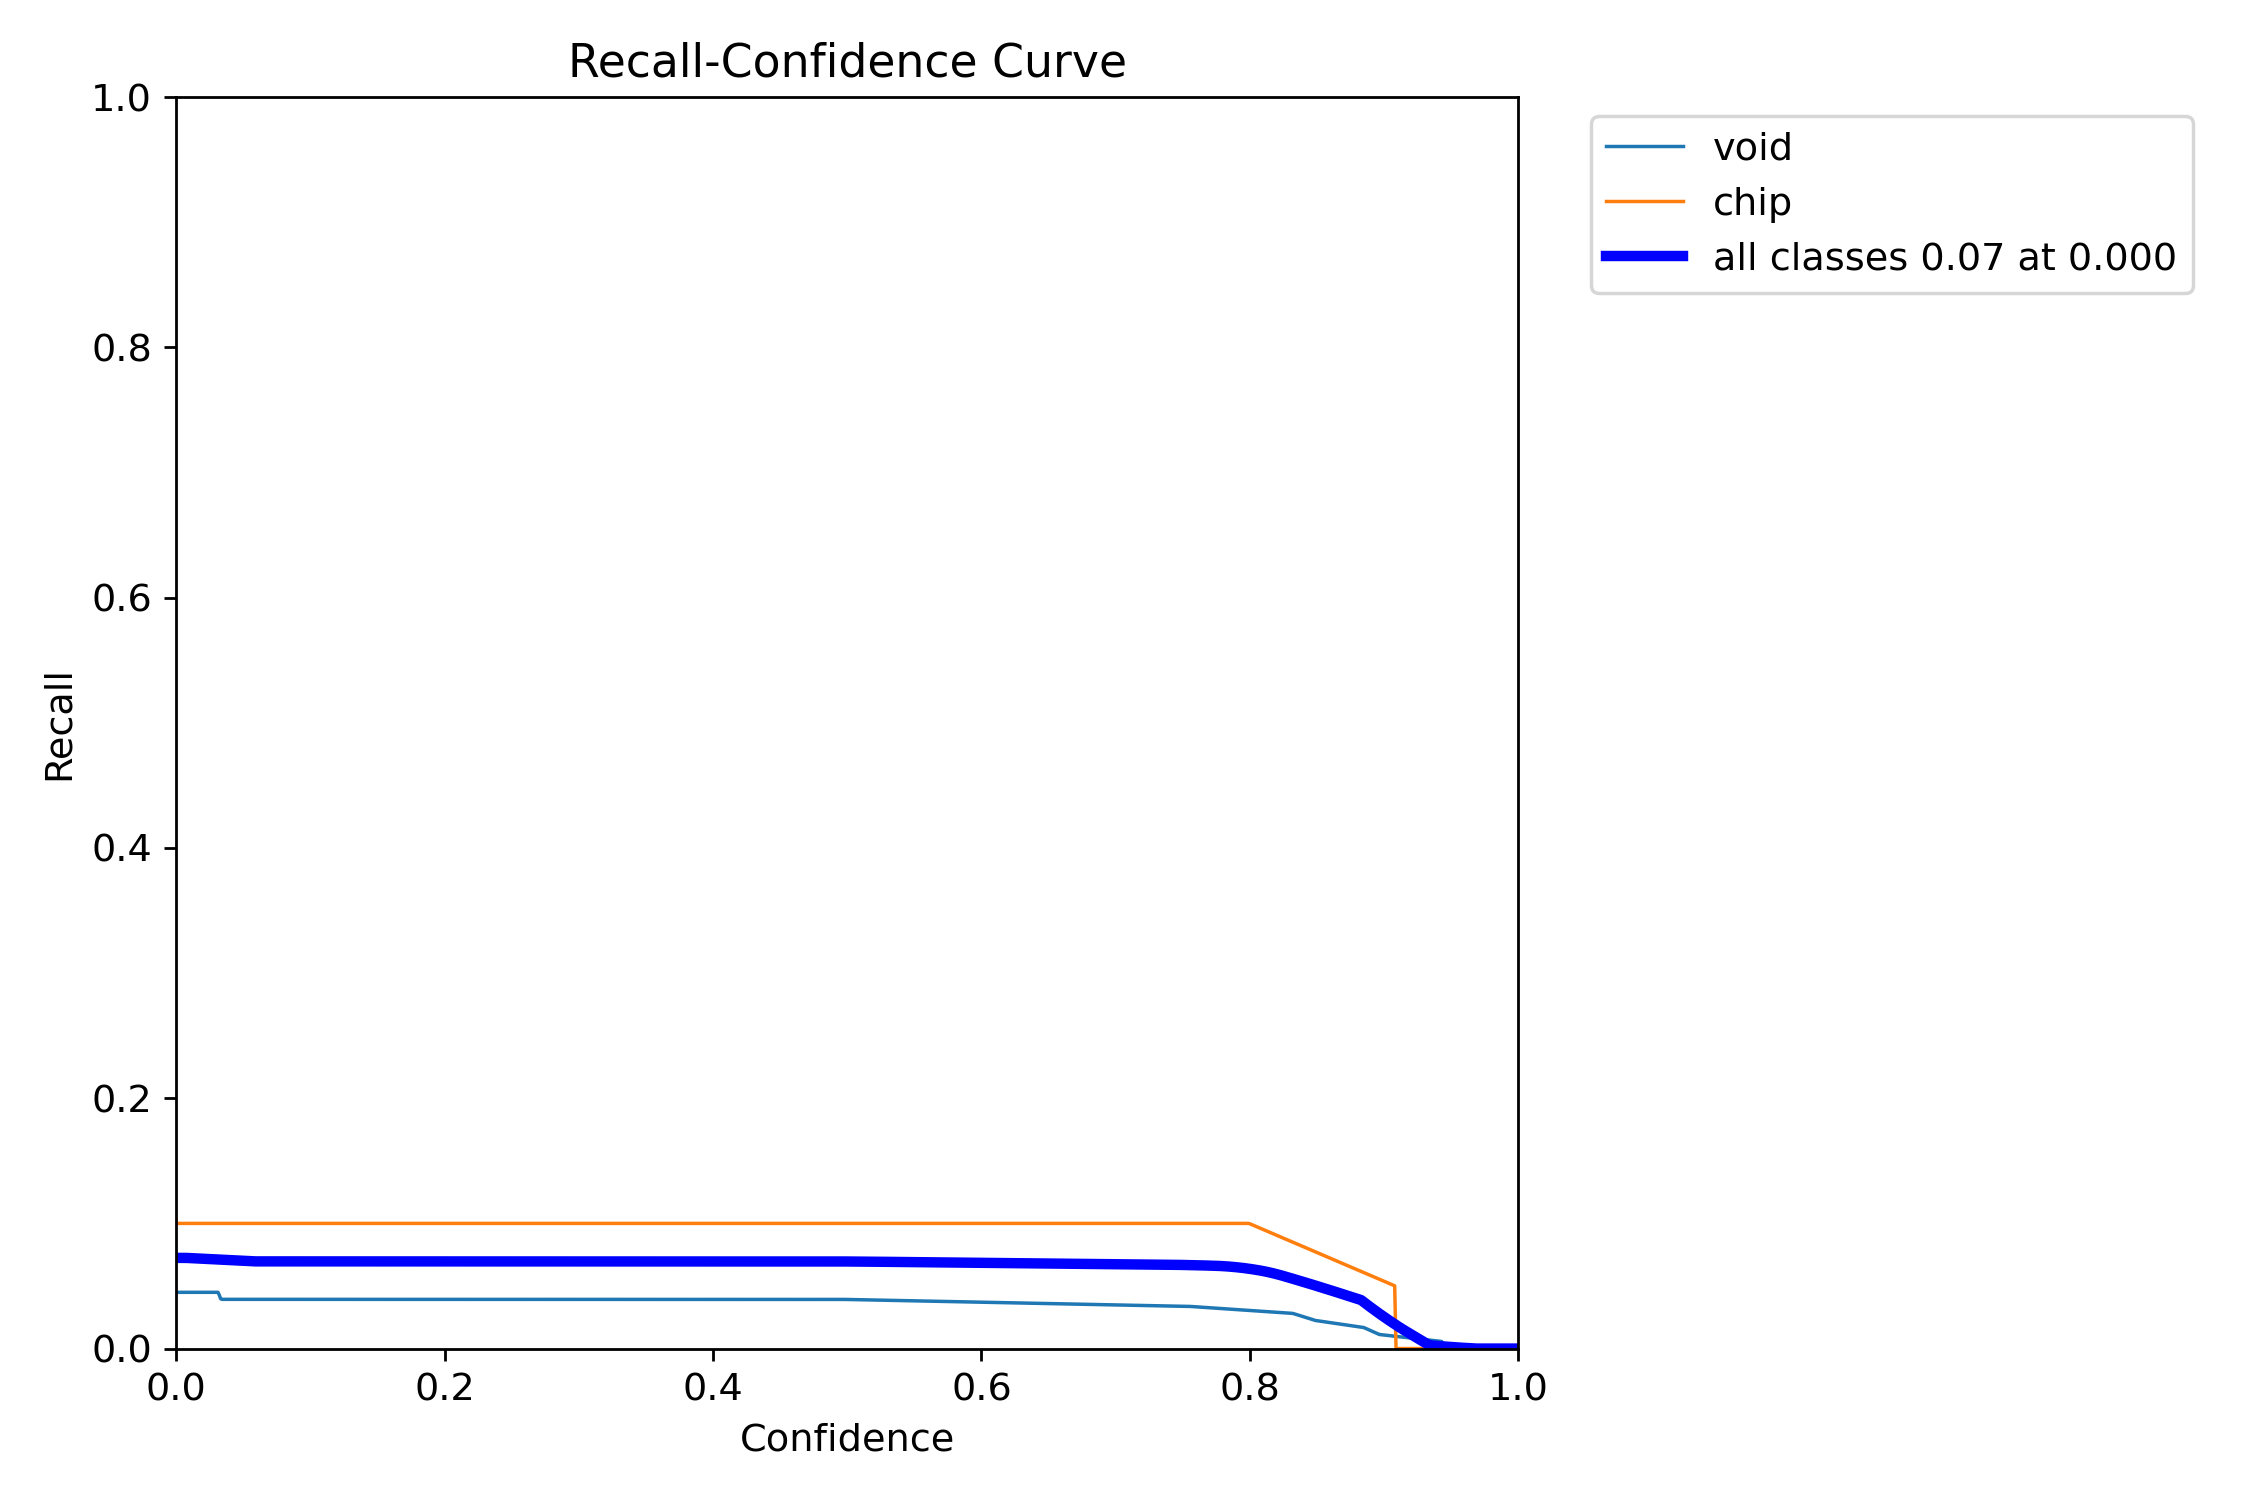 Recall-Confidence Curve
1.0
0.8
0.6
0.4
0.2
0.0
Recall
0.0 0.2 0.4 0.6 0.8 1.0
Confidence
void
chip
all classes 0.07 at 0.000